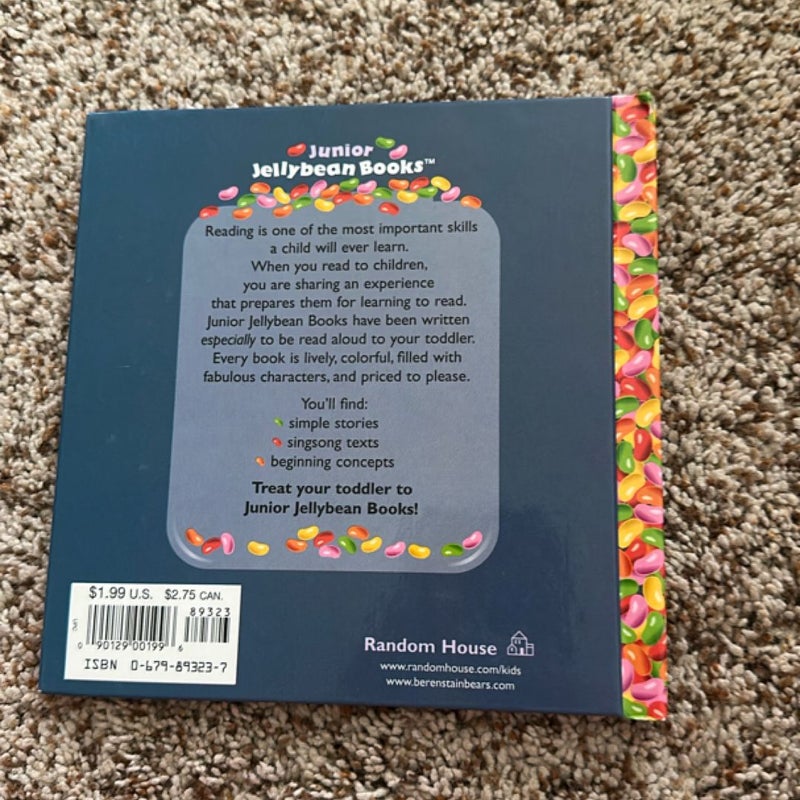 Junior
Jellybean Books™
Reading is one of the most important skills
a child will ever learn.
When you read to children,
you are sharing an experience
that prepares them for learning to read.
Junior Jellybean Books have been written
especially to be read aloud to your toddler.
Every book is lively, colorful, filled with
fabulous characters, and priced to please.
You'll find:
simple stories
singsong texts
beginning concepts
Treat your toddler to
Junior Jellybean Books!
$1.99 U.S. $2.75 CAN.
89323
UPC
0 90129 00199 6
ISBN 0-679-89323-7
Random House
www.randomhouse.com/kids
www.berenstainbears.com